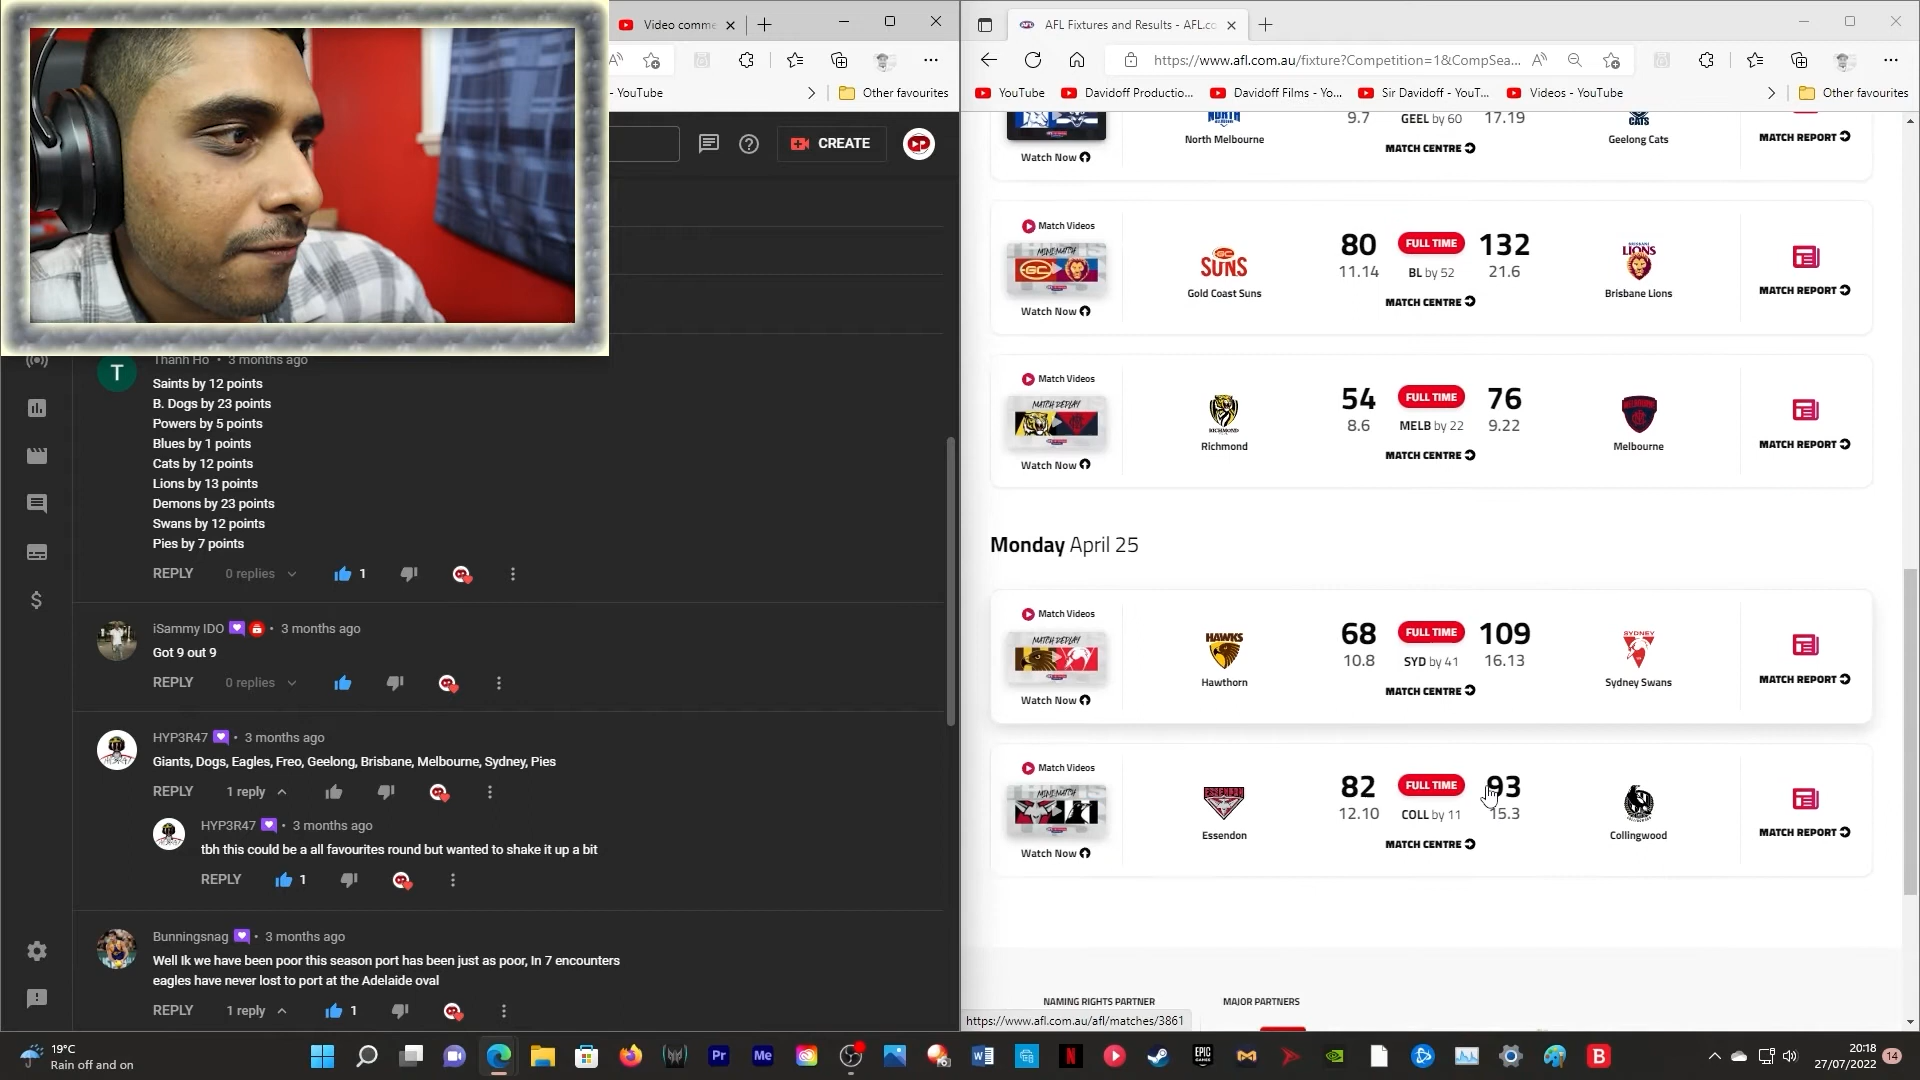 Video comme
AFL Fixtures and Results - AFL.co
https://www.afl.com.au/fixture?Competition=1&CompSea...
- YouTube
Other favourites
YouTube
Davidoff Productio...
Davidoff Films - Yo...
Sir Davidoff - YouT...
Videos - YouTube
Other favourites
CREATE
Thanh Ho • 3 months ago
Saints by 12 points
B. Dogs by 23 points
Powers by 5 points
Blues by 1 points
Cats by 12 points
Lions by 13 points
Demons by 23 points
Swans by 12 points
Pies by 7 points
REPLY 0 replies 1
iSammy IDO • 3 months ago
Got 9 out 9
REPLY 0 replies
HYP3R47 • 3 months ago
Giants, Dogs, Eagles, Freo, Geelong, Brisbane, Melbourne, Sydney, Pies
REPLY 1 reply
HYP3R47 • 3 months ago
tbh this could be a all favourites round but wanted to shake it up a bit
REPLY 1
Bunningsnag • 3 months ago
Well Ik we have been poor this season port has been just as poor, In 7 encounters
eagles have never lost to port at the Adelaide oval
REPLY 1 reply 1
Watch Now
North Melbourne
9.7 GEEL by 60 17.19
MATCH CENTRE
CATS
Geelong Cats
MATCH REPORT
Match Videos
MINI MATCH
Watch Now
SUNS
Gold Coast Suns
80 FULL TIME 132
11.14 BL by 52 21.6
MATCH CENTRE
LIONS
Brisbane Lions
MATCH REPORT
Match Videos
MATCH REPLAY
Watch Now
RICHMOND
Richmond
54 FULL TIME 76
8.6 MELB by 22 9.22
MATCH CENTRE
Melbourne
MATCH REPORT
Monday April 25
Match Videos
MATCH REPLAY
Watch Now
HAWKS
Hawthorn
68 FULL TIME 109
10.8 SYD by 41 16.13
MATCH CENTRE
SYDNEY
Sydney Swans
MATCH REPORT
Match Videos
Watch Now
ESSENDON
Essendon
82 FULL TIME 93
12.10 COLL by 11 15.3
MATCH CENTRE
Collingwood
MATCH REPORT
NAMING RIGHTS PARTNER
MAJOR PARTNERS
https://www.afl.com.au/afl/matches/3861
19°C
Rain off and on
20:18
27/07/2022
14